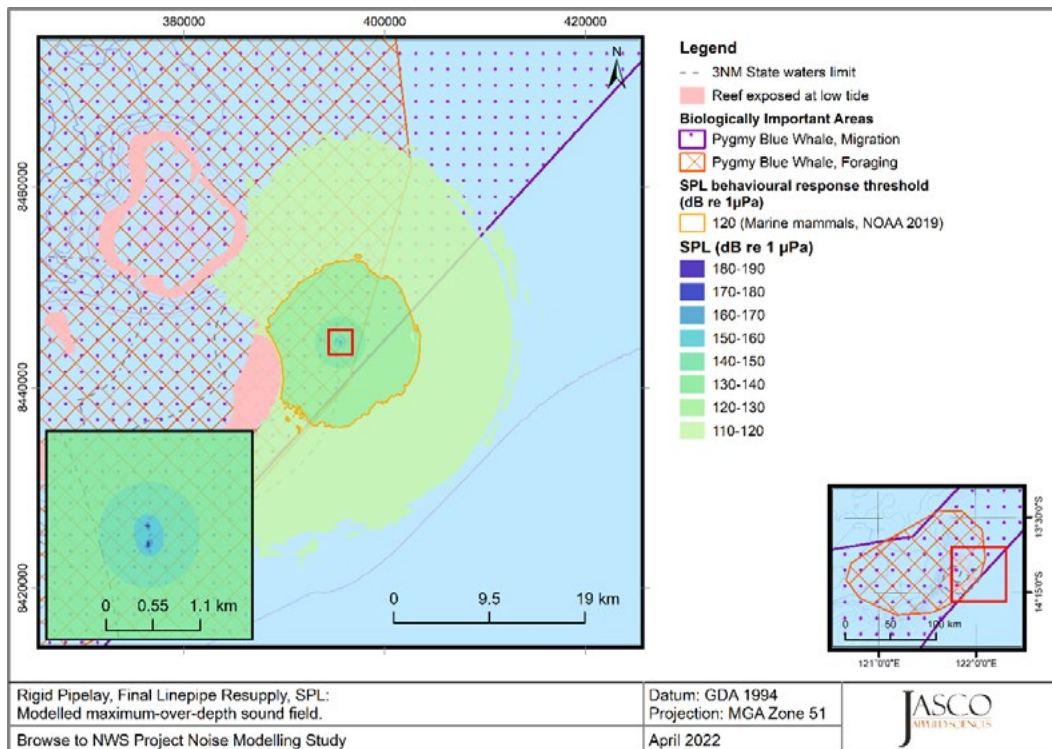 380000
400000
420000
8460000
8440000
8420000
N
0 0.55 1.1 km
0 9.5 19 km
Legend
3NM State waters limit
Reef exposed at low tide
Biologically Important Areas
Pygmy Blue Whale, Migration
Pygmy Blue Whale, Foraging
SPL behavioural response threshold
(dB re 1µPa)
120 (Marine mammals, NOAA 2019)
SPL (dB re 1 µPa)
180-190
170-180
160-170
150-160
140-150
130-140
120-130
110-120
13°30'0"S
14°15'0"S
0 50 100 km
121°0'0"E 122°0'0"E
Rigid Pipelay, Final Linepipe Resupply, SPL:
Modelled maximum-over-depth sound field.
Browse to NWS Project Noise Modelling Study
Datum: GDA 1994
Projection: MGA Zone 51
April 2022
JASCO
APPLIED SCIENCES